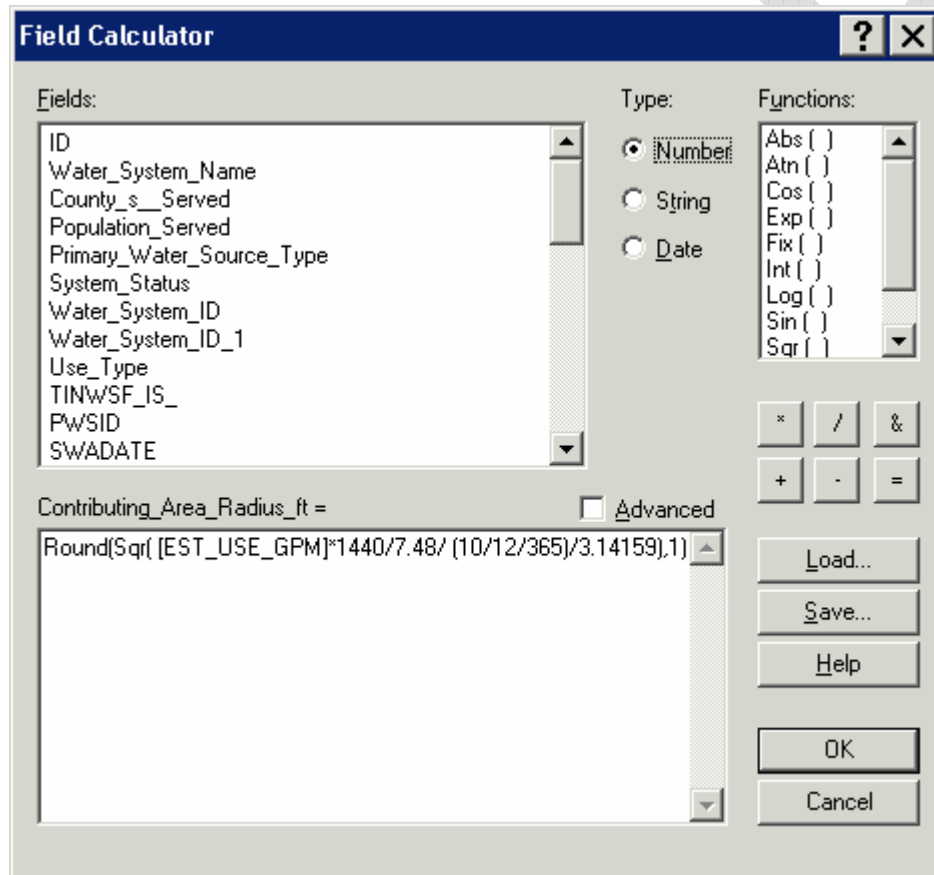 Field Calculator
? X
Fields:
ID
Water_System_Name
County_s__Served
Population_Served
Primary_Water_Source_Type
System_Status
Water_System_ID
Water_System_ID_1
Use_Type
TINWSF_IS_
PWSID
SWADATE
Type:
Number
String
Date
Functions:
Abs ( )
Atn ( )
Cos ( )
Exp ( )
Fix ( )
Int ( )
Log ( )
Sin ( )
Sqr ( )
* / &
+ - =
Contributing_Area_Radius_ft =
Advanced
Round(Sqr( [EST_USE_GPM]*1440/7.48/ (10/12/365)/3.14159),1)
Load...
Save...
Help
OK
Cancel